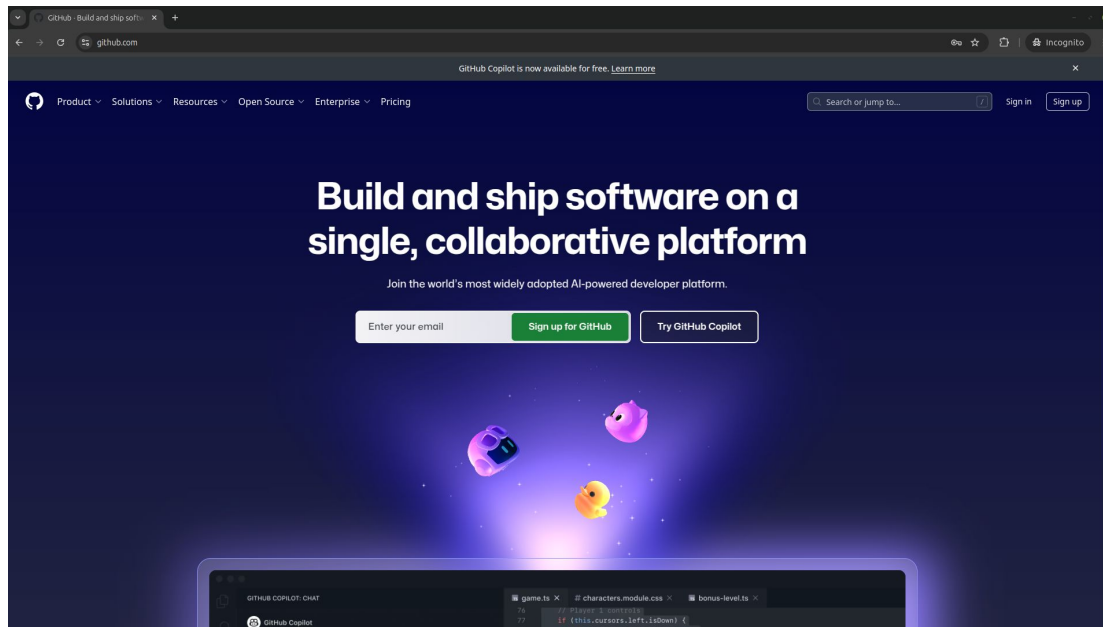 GitHub · Build and ship softw
github.com
Incognito
GitHub Copilot is now available for free. Learn more
Product Solutions Resources Open Source Enterprise Pricing
Search or jump to... /
Sign in
Sign up
Build and ship software on a
single, collaborative platform
Join the world's most widely adopted AI-powered developer platform.
Enter your email
Sign up for GitHub
Try GitHub Copilot
GITHUB COPILOT: CHAT
GitHub Copilot
game.ts # characters.module.css bonus-level.ts
76 // Player 1 controls
77 if (this.cursors.left.isDown) {